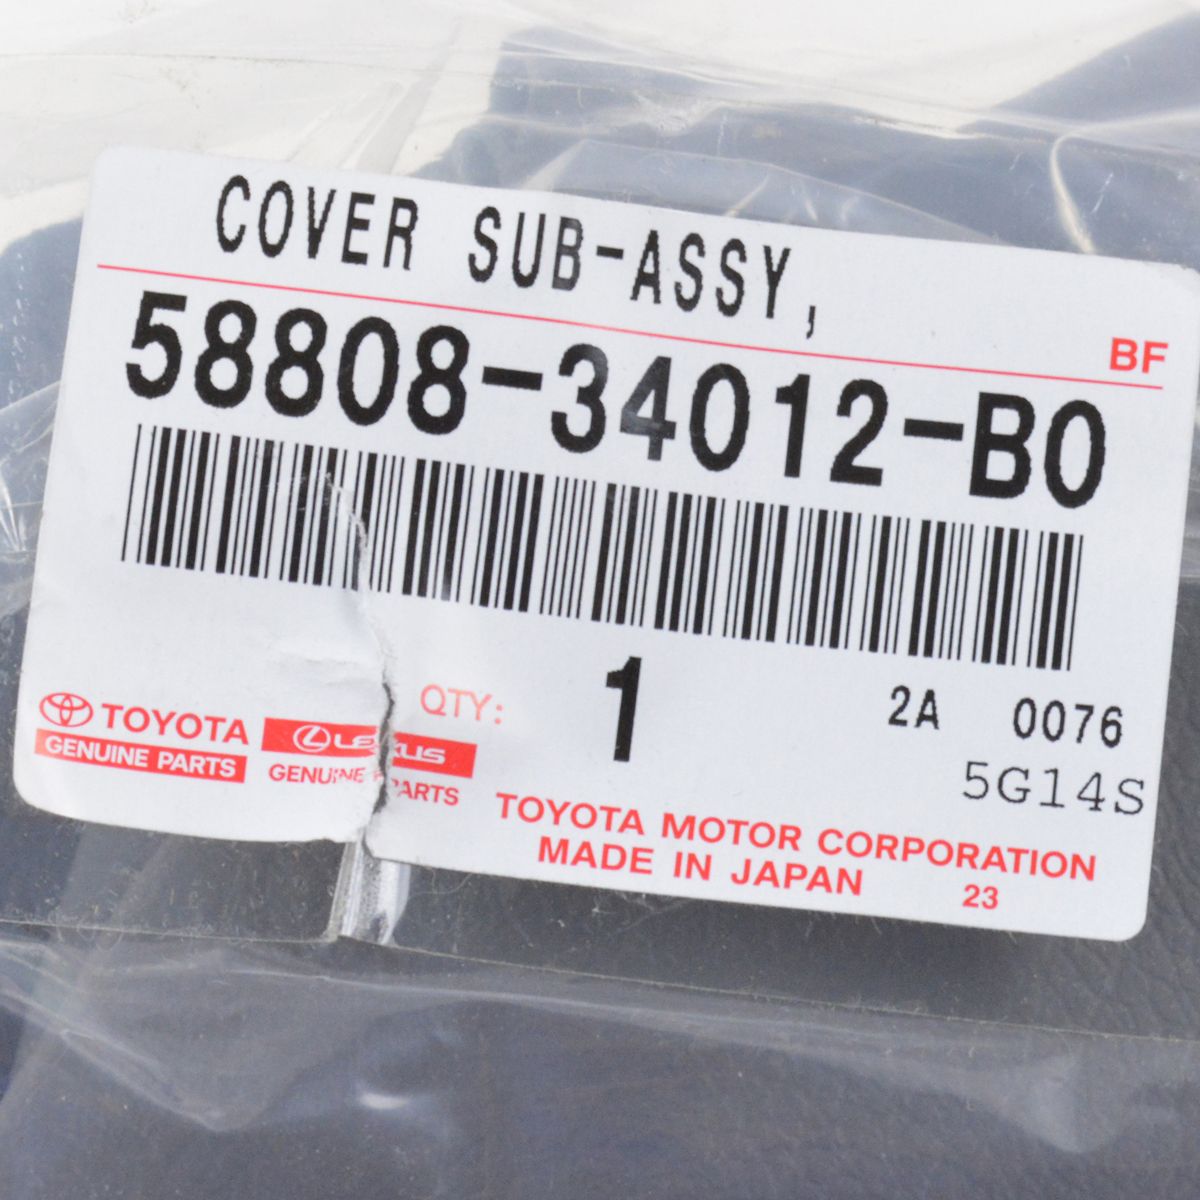 COVER SUB-ASSY,
BF
58808-34012-B0
QTY: 1
2A 0076
5G14S
TOYOTA
GENUINE PARTS
LEXUS
GENUINE PARTS
TOYOTA MOTOR CORPORATION
MADE IN JAPAN 23